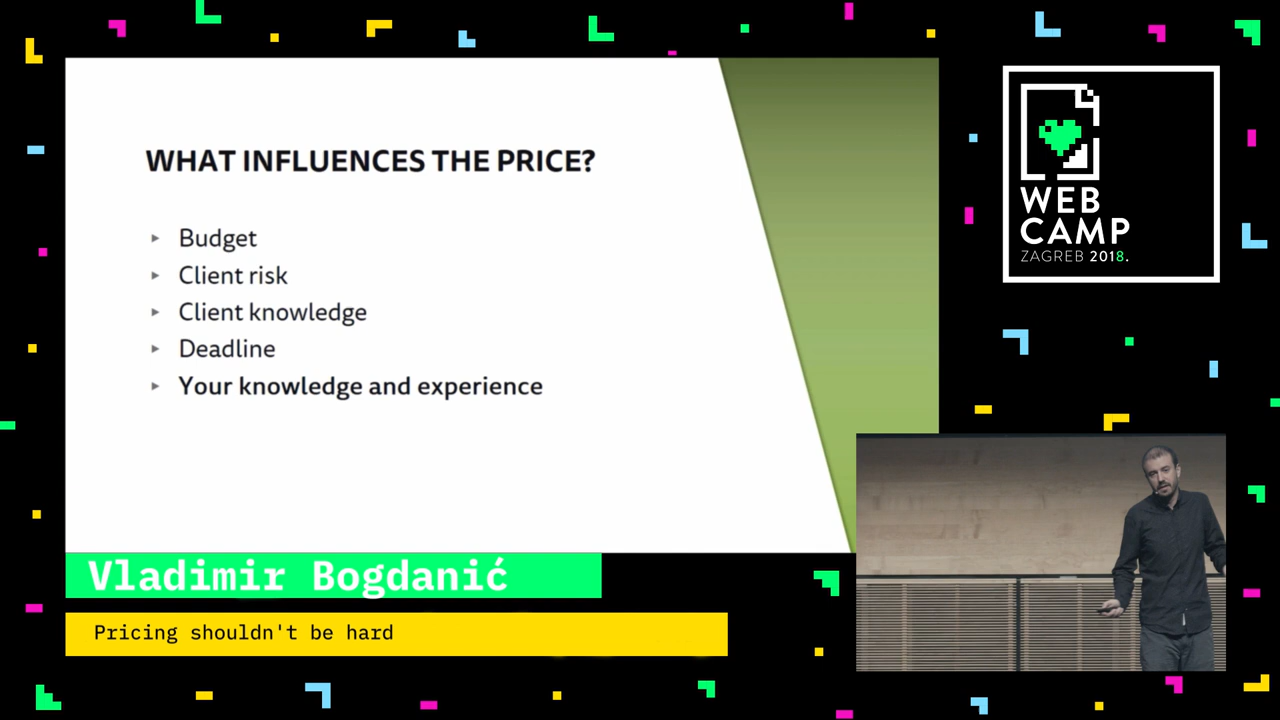 WHAT INFLUENCES THE PRICE?
Budget
Client risk
Client knowledge
Deadline
Your knowledge and experience
WEB
CAMP
ZAGREB 2018.
Vladimir Bogdanić
Pricing shouldn't be hard